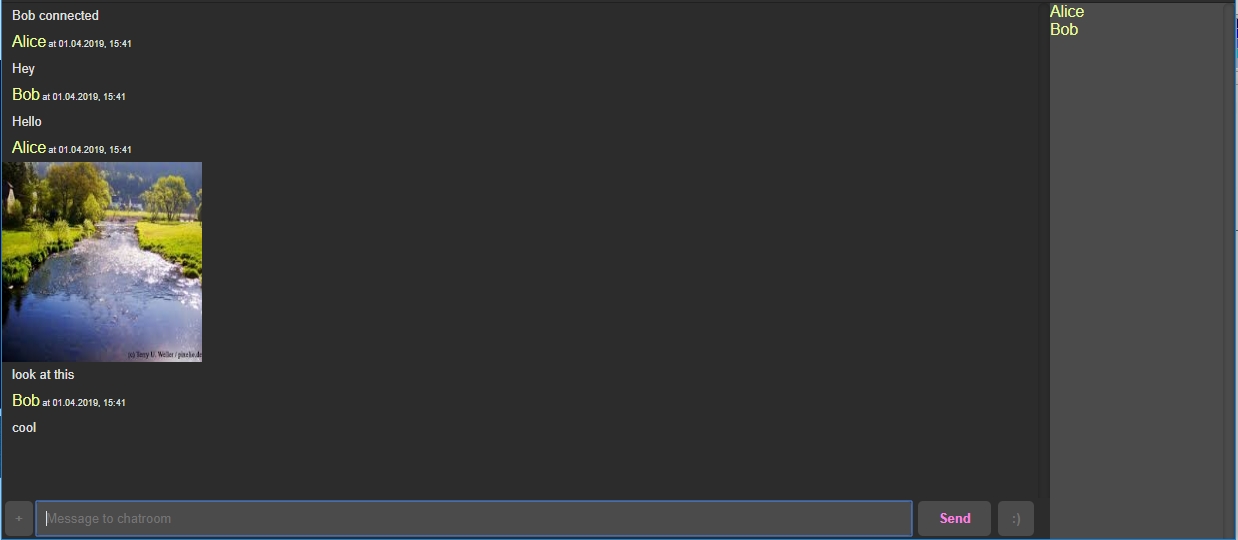 Bob connected
Alice at 01.04.2019, 15:41
Hey
Bob at 01.04.2019, 15:41
Hello
Alice at 01.04.2019, 15:41
(c) Terry U. Weller / pixelio.de
look at this
Bob at 01.04.2019, 15:41
cool
+ Message to chatroom Send :)
Alice
Bob